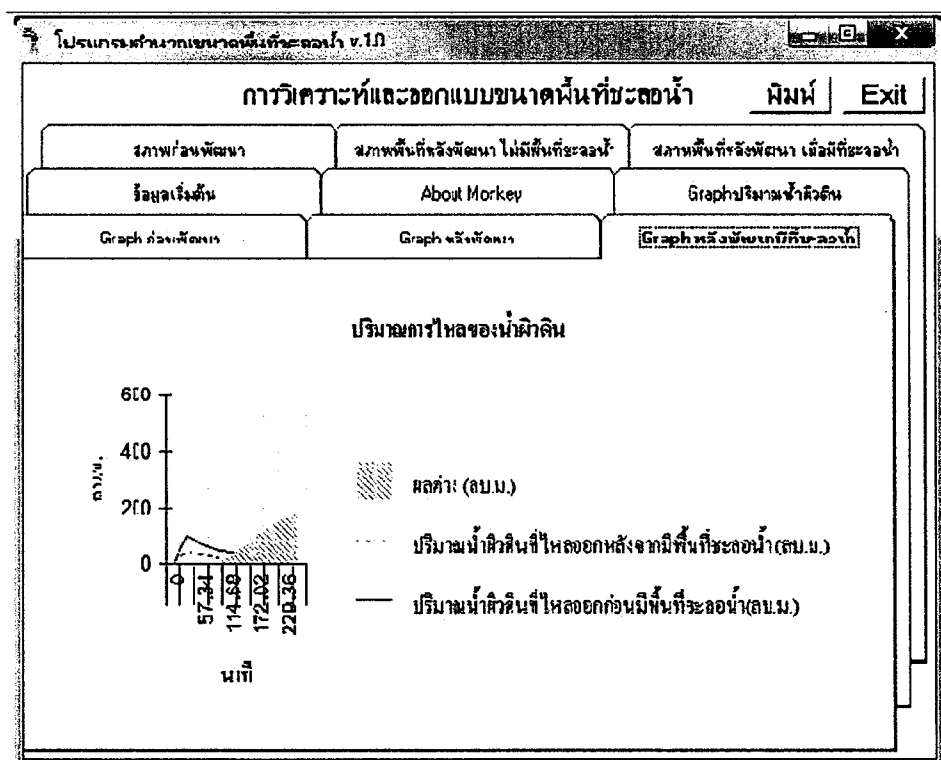 โปรแกรมคำนวณขนาดพื้นที่ชะลอน้ำ v.1.0
การวิเคราะห์และออกแบบขนาดพื้นที่ชะลอน้ำ
พิมพ์
Exit
สภาพก่อนพัฒนา
สภาพพื้นที่หลังพัฒนา ไม่มีพื้นที่ชะลอน้ำ
สภาพพื้นที่หลังพัฒนา เมื่อมีที่ชะลอน้ำ
ข้อมูลเริ่มต้น
About Morkey
Graphปริมาณน้ำผิวดิน
Graph ก่อนพัฒนา
Graph หลังพัฒนา
Graph หลังพัฒนามีที่ชะลอน้ำ
ปริมาณการไหลของน้ำผิวดิน
600
400
200
0
ลบ.ม.
0
57.34
114.68
172.02
229.36
นาที
ผลต่าง (ลบ.ม.)
ปริมาณน้ำผิวดินที่ไหลออกหลังจากมีพื้นที่ชะลอน้ำ(ลบ.ม.)
ปริมาณน้ำผิวดินที่ไหลออกก่อนมีพื้นที่ชะลอน้ำ(ลบ.ม.)